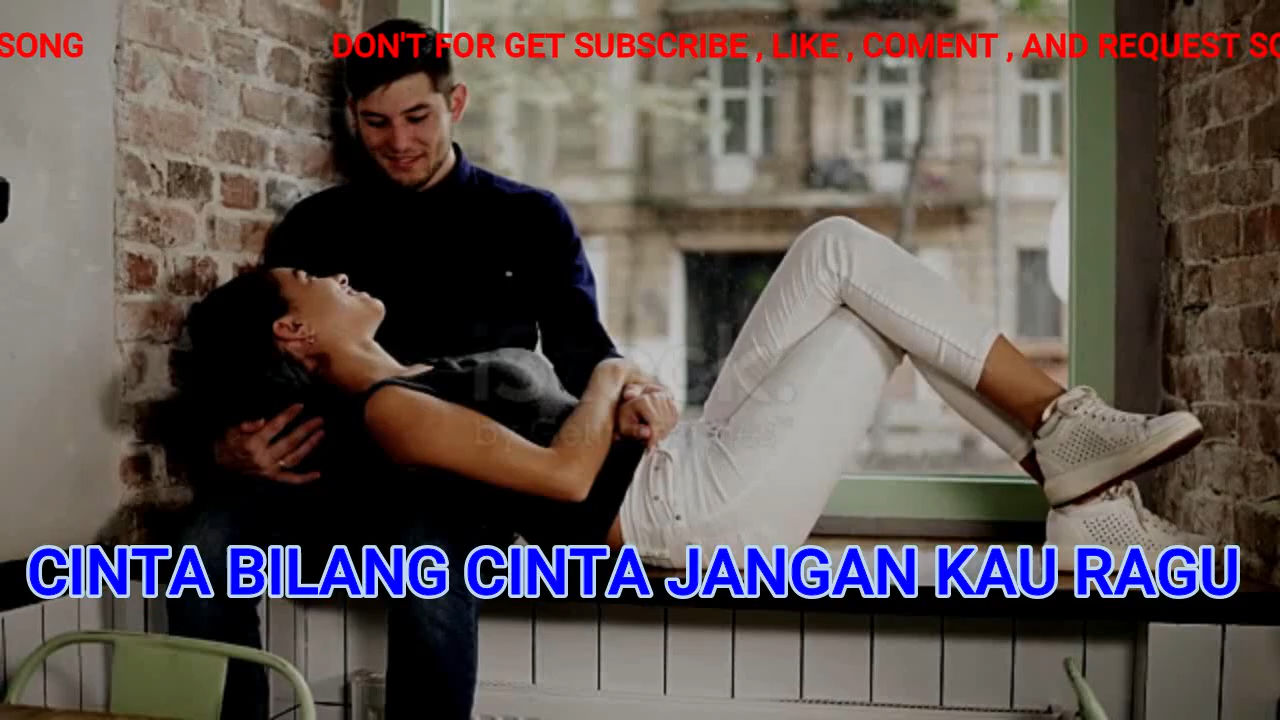 SONG DON'T FOR GET SUBSCRIBE , LIKE , COMENT , AND REQUEST SO
CINTA BILANG CINTA JANGAN KAU RAGU